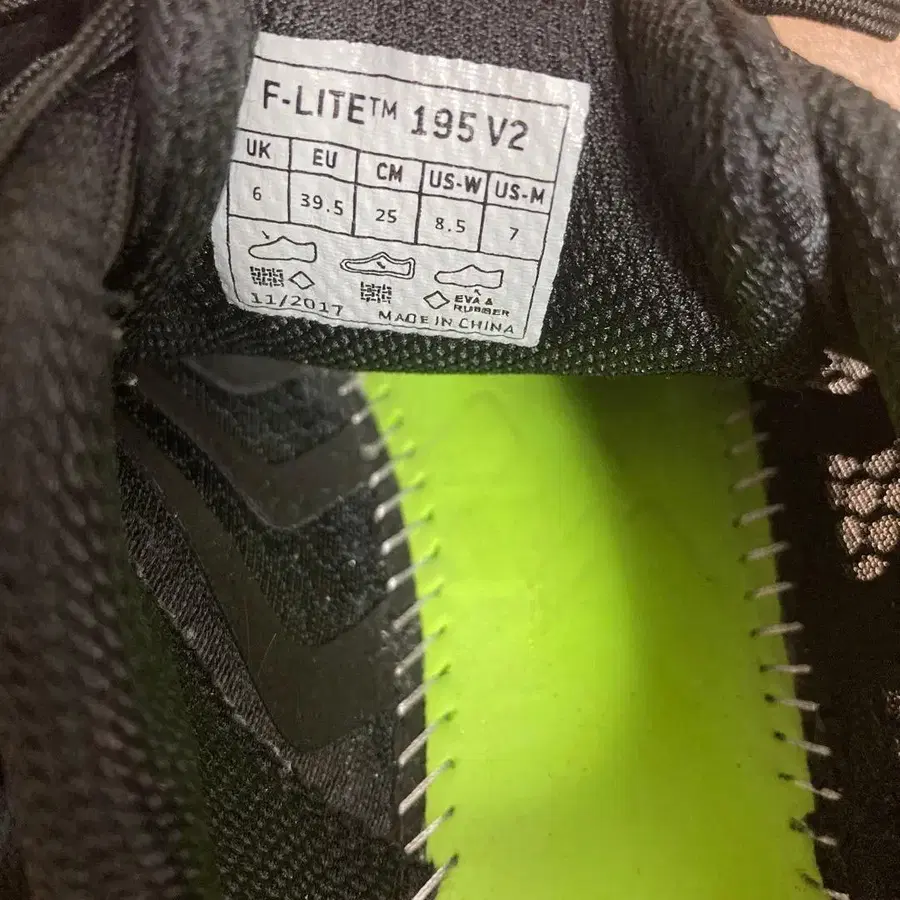 F-LITE™ 195 V2
UK EU CM US-W US-M
6 39.5 25 8.5 7
EVA &
RUBBER
11/2017 MADE IN CHINA